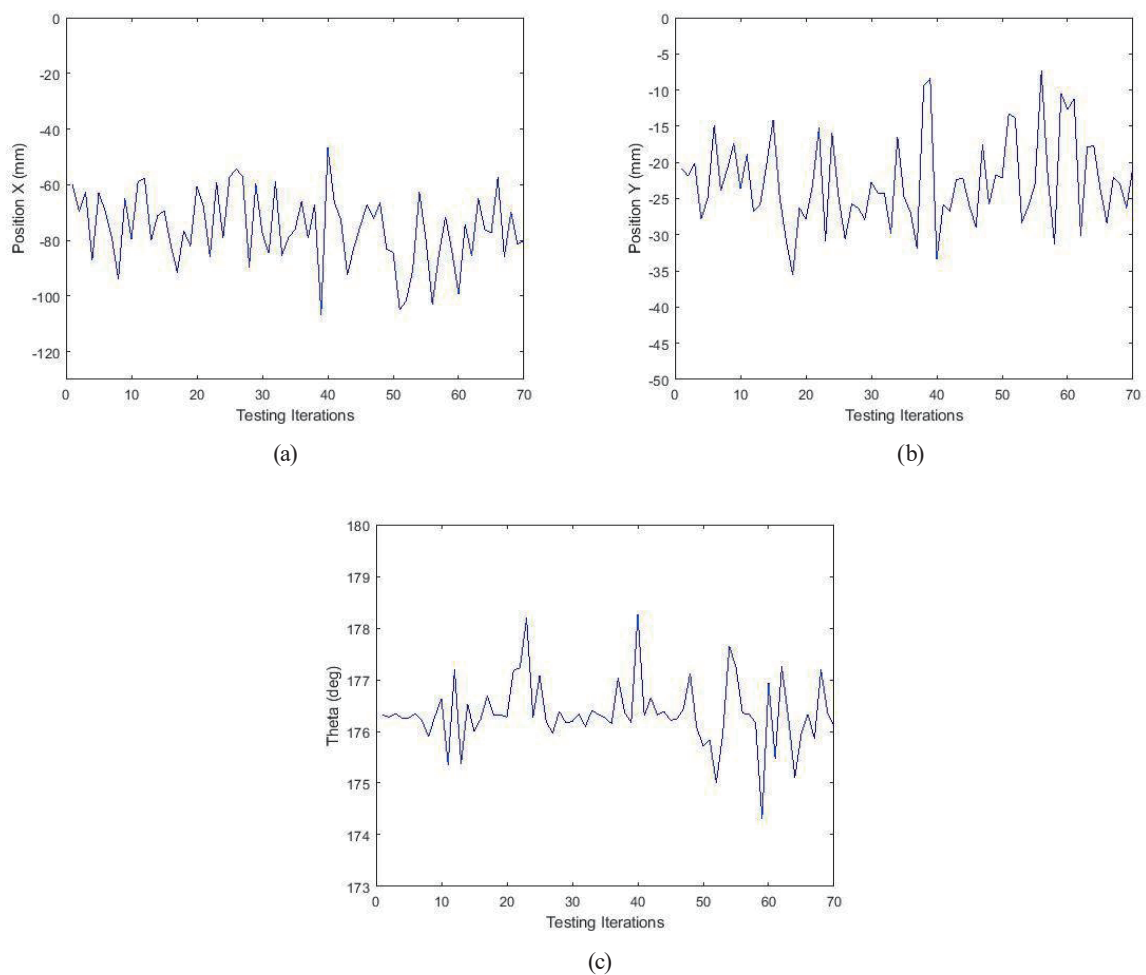 0
-20
-40
-60
-80
-100
-120
Position X (mm)
0 10 20 30 40 50 60 70
Testing Iterations
(a)
0
-5
-10
-15
-20
-25
-30
-35
-40
-45
-50
Position Y (mm)
0 10 20 30 40 50 60 70
Testing Iterations
(b)
180
179
178
177
176
175
174
173
Theta (deg)
0 10 20 30 40 50 60 70
Testing Iterations
(c)